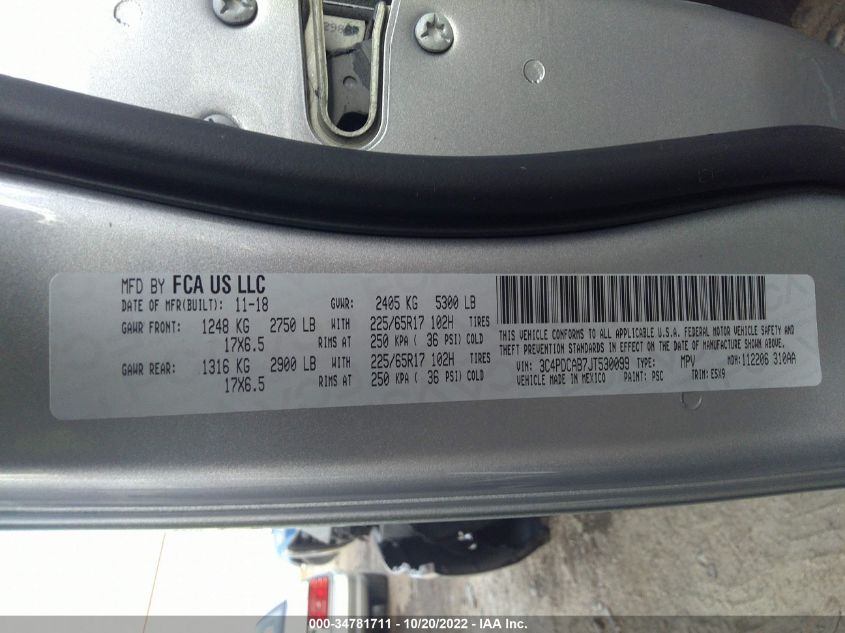 298
MFD BY FCA US LLC
DATE OF MFR(BUILT): 11-18 GVWR: 2405 KG 5300 LB
GAWR FRONT: 1248 KG 2750 LB WITH 225/65R17 102H TIRES
17X6.5 RIMS AT 250 KPA ( 36 PSI) COLD
GAWR REAR: 1316 KG 2900 LB WITH 225/65R17 102H TIRES
17X6.5 RIMS AT 250 KPA ( 36 PSI) COLD
THIS VEHICLE CONFORMS TO ALL APPLICABLE U.S.A. FEDERAL MOTOR VEHICLE SAFETY AND
THEFT PREVENTION STANDARDS IN EFFECT ON THE DATE OF MANUFACTURE SHOWN ABOVE.
VIN: 3C4PDCAB7JT530099 TYPE: MPV MDH:112206 310AA
VEHICLE MADE IN MEXICO PAINT: PSC TRIM: E5X9
000-34781711 - 10/20/2022 - IAA Inc.